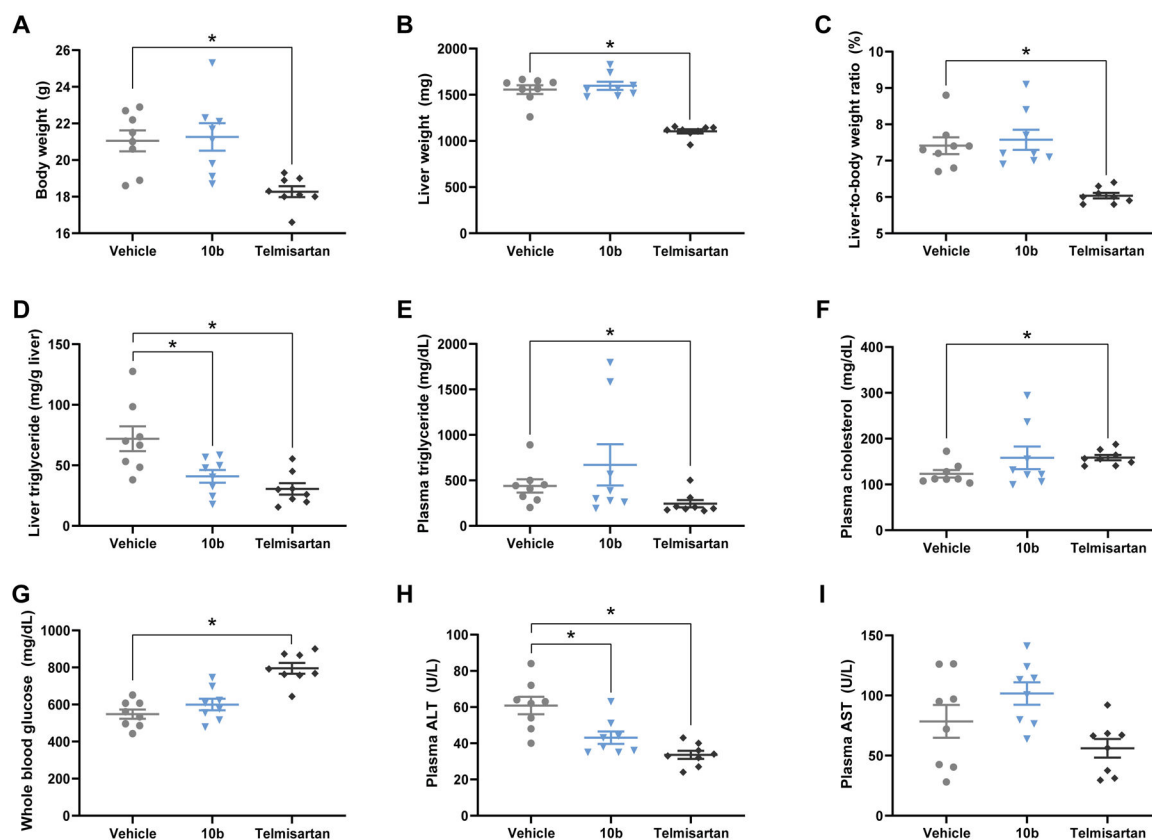 A
Body weight (g)
26
24
22
20
18
16
*
Vehicle
10b
Telmisartan
B
Liver weight (mg)
2000
1500
1000
500
0
*
Vehicle
10b
Telmisartan
C
Liver-to-body weight ratio (%)
10
9
8
7
6
5
*
Vehicle
10b
Telmisartan
D
Liver triglyceride (mg/g liver)
150
100
50
0
*
*
Vehicle
10b
Telmisartan
E
Plasma triglyceride (mg/dL)
2000
1500
1000
500
0
*
Vehicle
10b
Telmisartan
F
Plasma cholesterol (mg/dL)
400
300
200
100
0
*
Vehicle
10b
Telmisartan
G
Whole blood glucose (mg/dL)
1000
800
600
400
200
0
*
Vehicle
10b
Telmisartan
H
Plasma ALT (U/L)
100
80
60
40
20
0
*
*
Vehicle
10b
Telmisartan
I
Plasma AST (U/L)
150
100
50
0
Vehicle
10b
Telmisartan